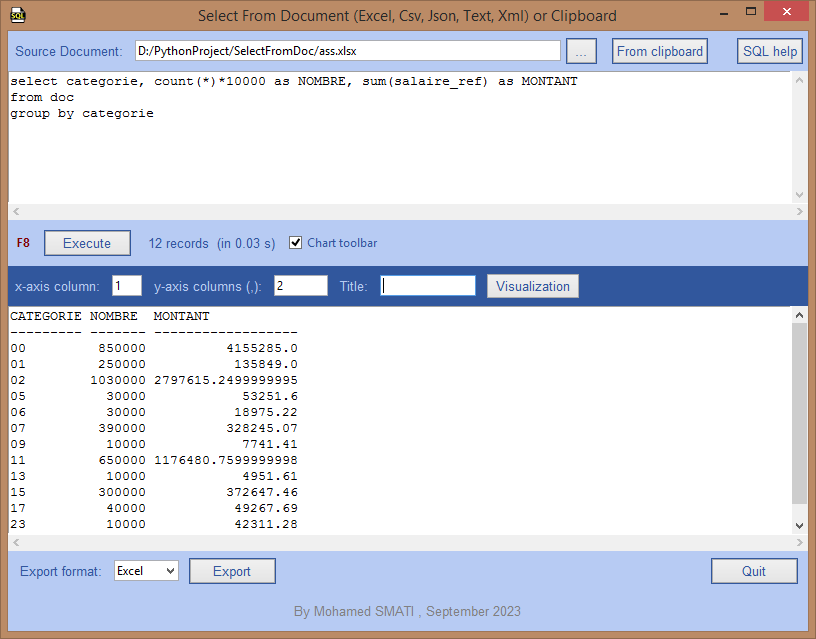 SQL
Select From Document (Excel, Csv, Json, Text, Xml) or Clipboard
Source Document: D:/PythonProject/SelectFromDoc/ass.xlsx ... From clipboard SQL help
select categorie, count(*)*10000 as NOMBRE, sum(salaire_ref) as MONTANT
from doc
group by categorie
F8 Execute 12 records (in 0.03 s) Chart toolbar
x-axis column: 1 y-axis columns (,): 2 Title: Visualization
CATEGORIE NOMBRE  MONTANT
--------- ------- ------------------
00         850000          4155285.0
01         250000           135849.0
02        1030000 2797615.2499999995
05          30000            53251.6
06          30000           18975.22
07         390000          328245.07
09          10000            7741.41
11         650000 1176480.7599999998
13          10000            4951.61
15         300000          372647.46
17          40000           49267.69
23          10000           42311.28
Export format: Excel Export Quit
By Mohamed SMATI , September 2023